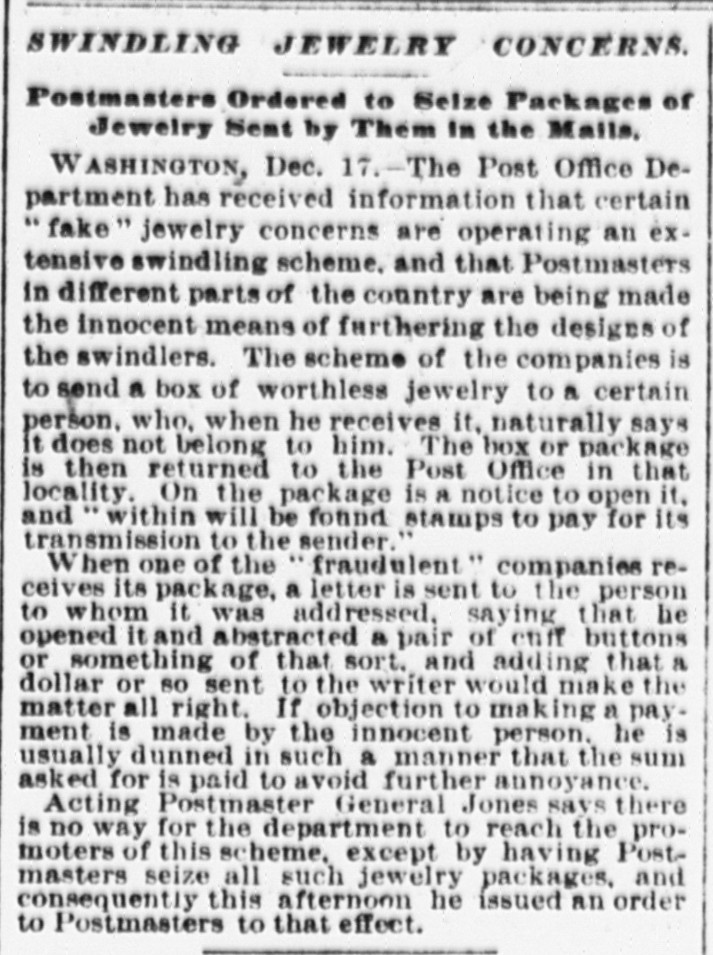 SWINDLING JEWELRY CONCERNS.
Postmasters Ordered to Seize Packages of
Jewelry Sent by Them in the Mails.
WASHINGTON, Dec. 17.—The Post Office De-
partment has received information that certain
"fake" jewelry concerns are operating an ex-
tensive swindling scheme, and that Postmasters
in different parts of the country are being made
the innocent means of furthering the designs of
the swindlers. The scheme of the companies is
to send a box of worthless jewelry to a certain
person, who, when he receives it, naturally says
it does not belong to him. The box or package
is then returned to the Post Office in that
locality. On the package is a notice to open it,
and "within will be found stamps to pay for its
transmission to the sender."
When one of the "fraudulent" companies re-
ceives its package, a letter is sent to the person
to whom it was addressed, saying that he
opened it and abstracted a pair of cuff buttons
or something of that sort, and adding that a
dollar or so sent to the writer would make the
matter all right. If objection to making a pay-
ment is made by the innocent person, he is
usually dunned in such a manner that the sum
asked for is paid to avoid further annoyance.
Acting Postmaster General Jones says there
is no way for the department to reach the pro-
moters of this scheme, except by having Post-
masters seize all such jewelry packages, and
consequently this afternoon he issued an order
to Postmasters to that effect.